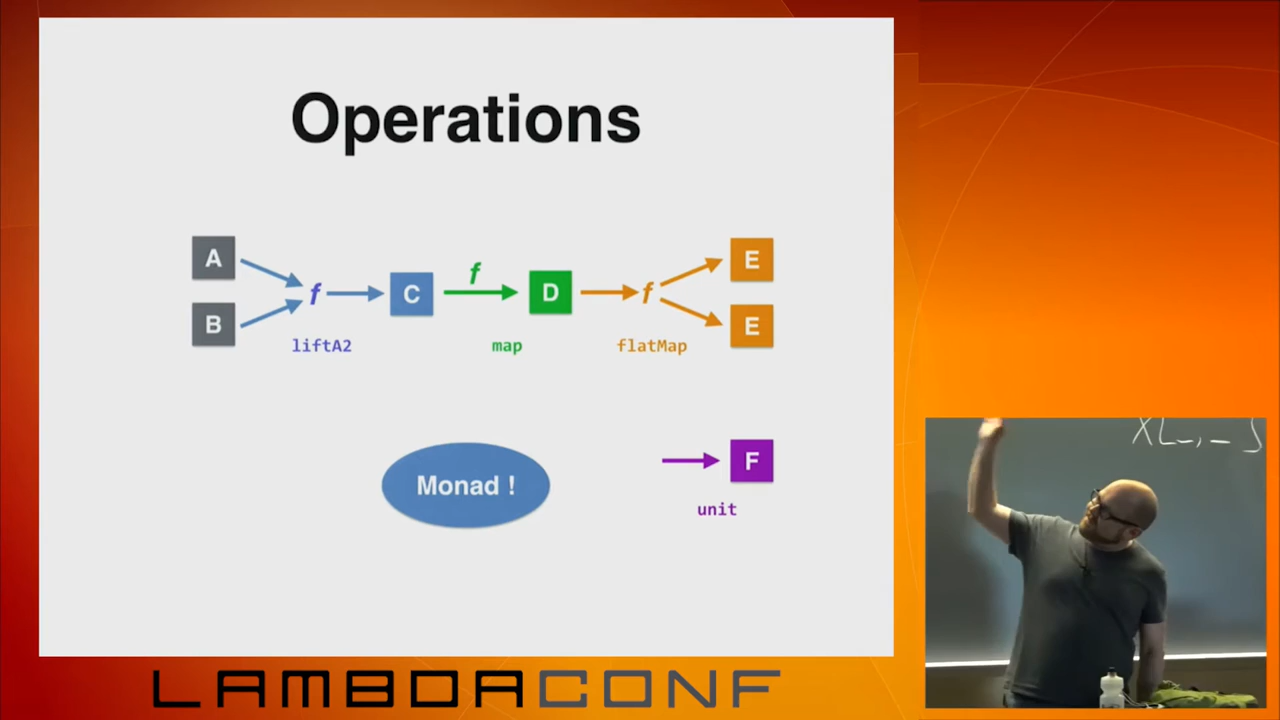 Operations
A
B
f
liftA2
C
f
map
D
f
flatMap
E
E
Monad !
F
unit
LAMBDACONF
X[_, _]